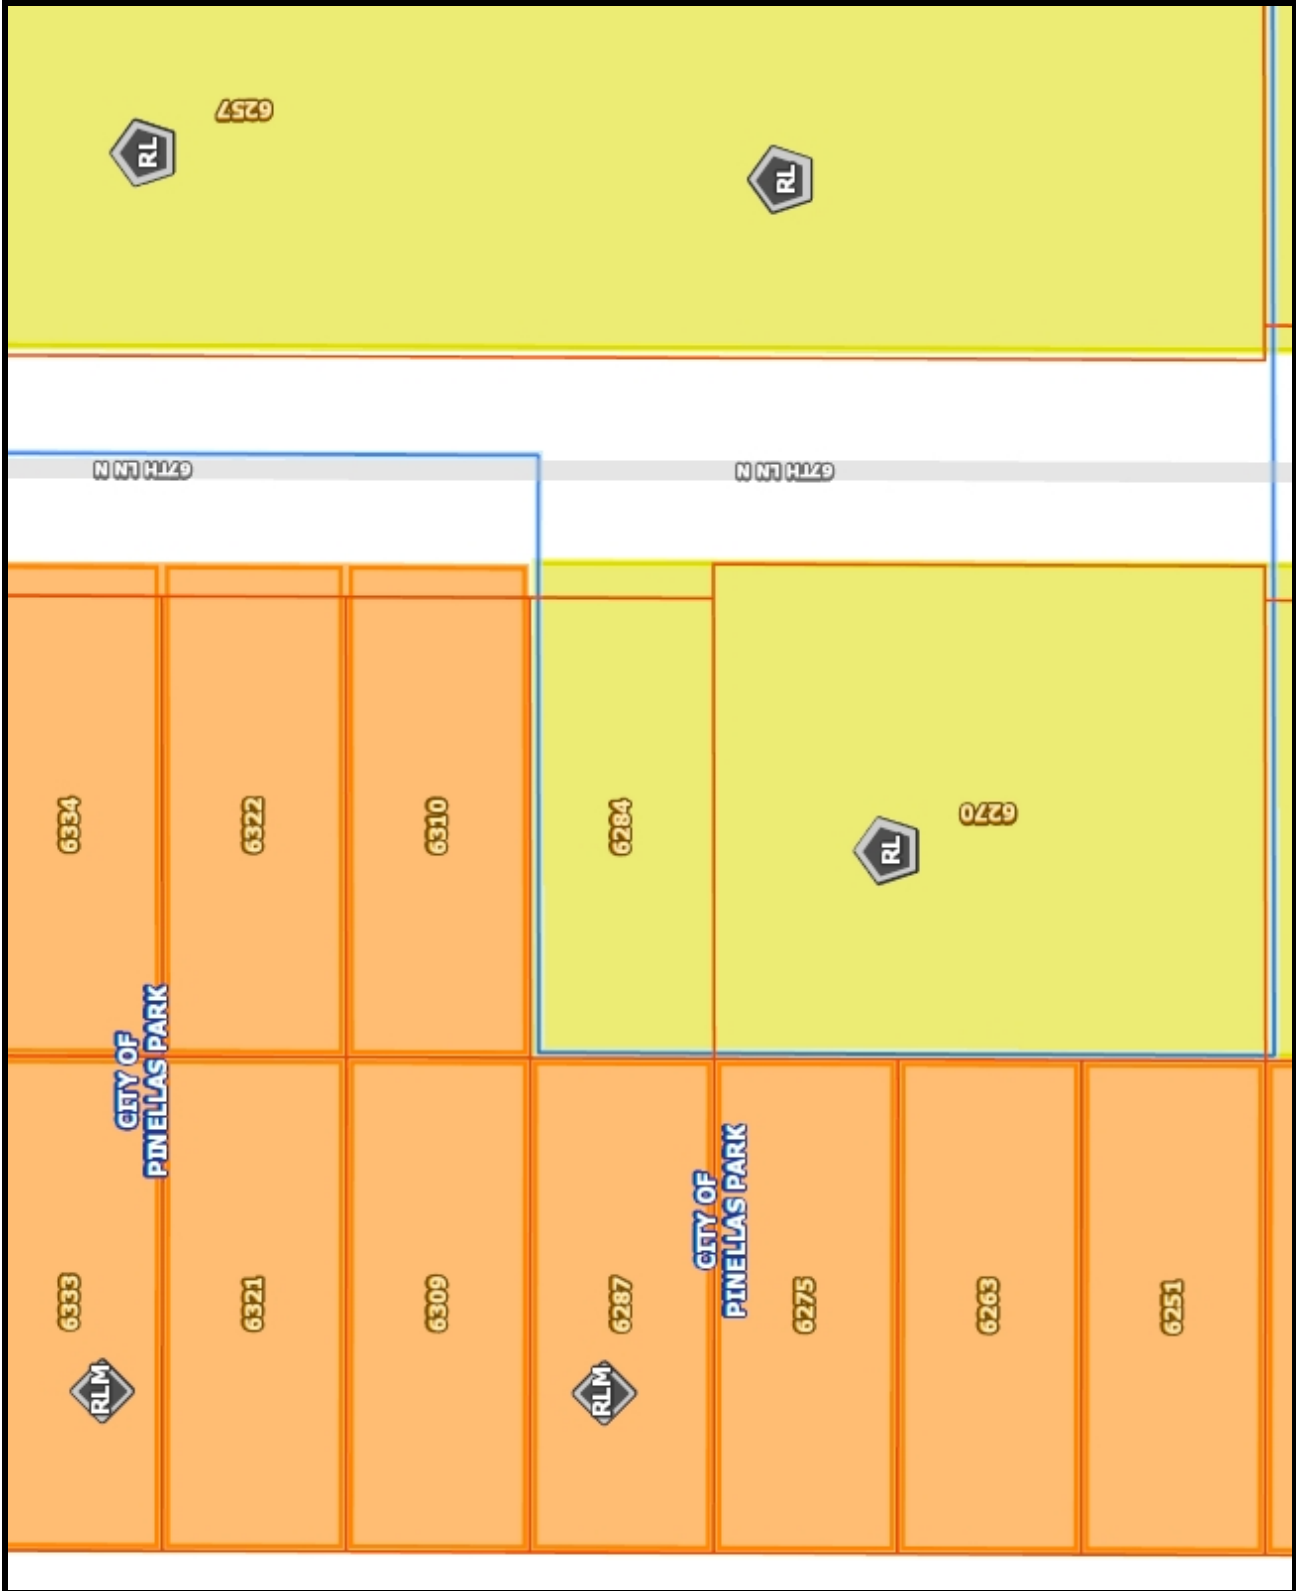 6257
RL
RL
67TH LN N
67TH LN N
6334
6322
6310
6284
6270
RL
CITY OF
PINELLAS PARK
CITY OF
PINELLAS PARK
6333
6321
6309
6287
6275
6263
6251
RLM
RLM